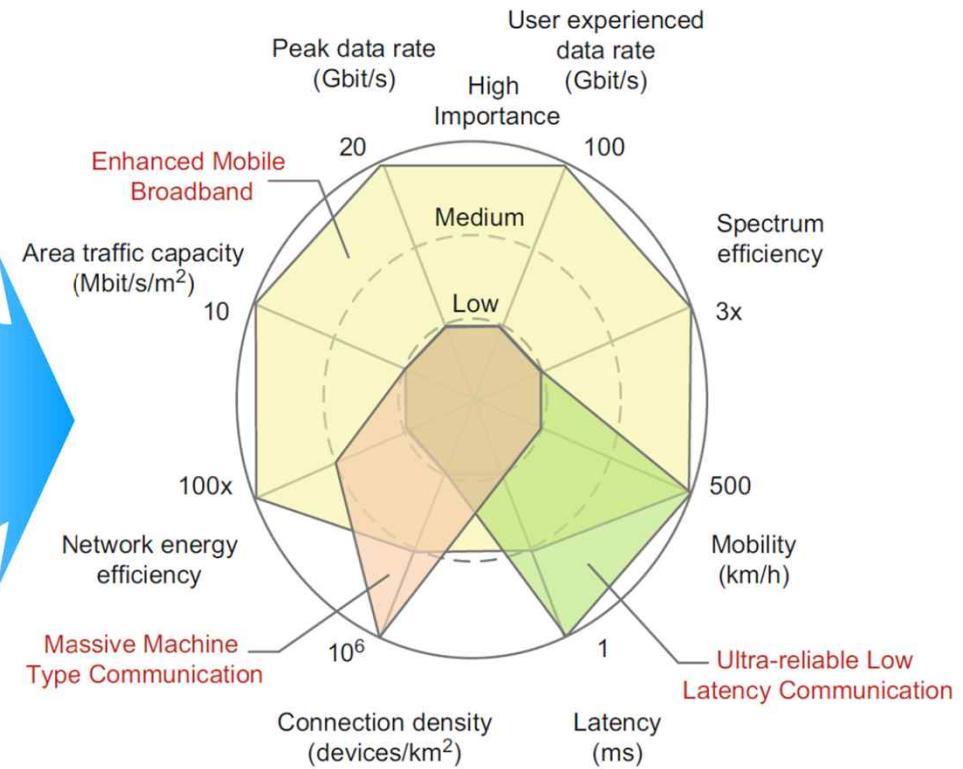 User experienced
data rate
(Gbit/s)
Peak data rate
(Gbit/s)
High
Importance
20
100
Enhanced Mobile
Broadband
Medium
Spectrum
efficiency
Area traffic capacity
(Mbit/s/m²)
Low
10
3x
100x
500
Network energy
efficiency
Mobility
(km/h)
Massive Machine
Type Communication
10⁶
1
Ultra-reliable Low
Latency Communication
Connection density
(devices/km²)
Latency
(ms)